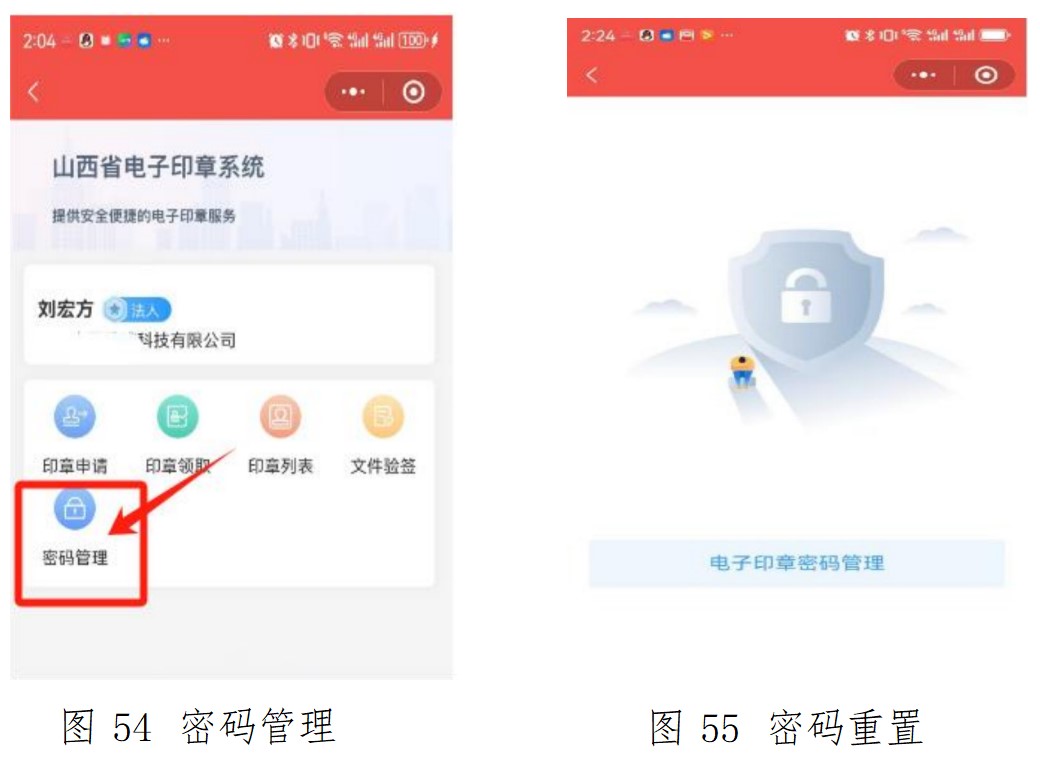 2:04
100
山西省电子印章系统
提供安全便捷的电子印章服务
刘宏方 法人
科技有限公司
印章申请 印章领取 印章列表 文件验签
密码管理
图 54 密码管理
2:24
电子印章密码管理
图 55 密码重置